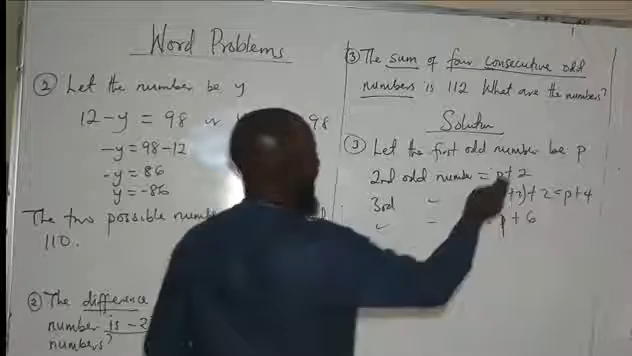 Word Problems
② Let the number be y
12 - y = 98 or 98
-y = 98 - 12
-y = 86
y = -86
The two possible
110.
② The difference
number is -2
numbers?
③ The sum of four consecutive odd
numbers is 112 What are the numbers?
Solution
③ Let the first odd number be p
2nd odd number = p + 2
3rd " + 2 = p + 4
" " p + 6